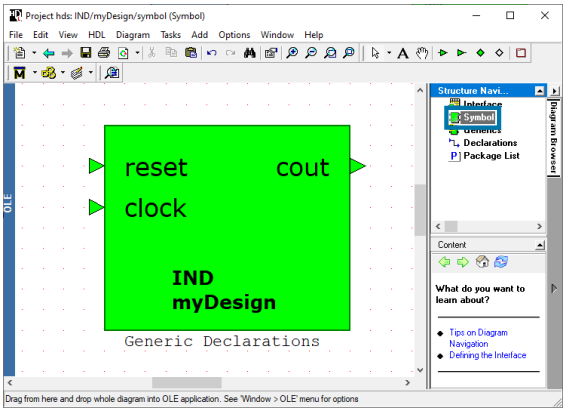 Project hds: IND/myDesign/symbol (Symbol)
File Edit View HDL Diagram Tasks Add Options Window Help
A
M
Structure Navi...
Interface
Symbol
Generics
Declarations
P Package List
Diagram Browser
OLE
reset cout
clock
IND
myDesign
Generic Declarations
Content
What do you want to
learn about?
Tips on Diagram
Navigation
Defining the Interface
Drag from here and drop whole diagram into OLE application. See 'Window > OLE' menu for options